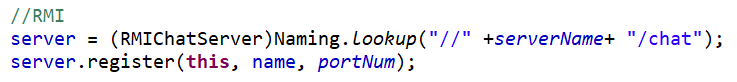 //RMI
server = (RMIChatServer)Naming.lookup("//" +serverName+ "/chat");
server.register(this, name, portNum);